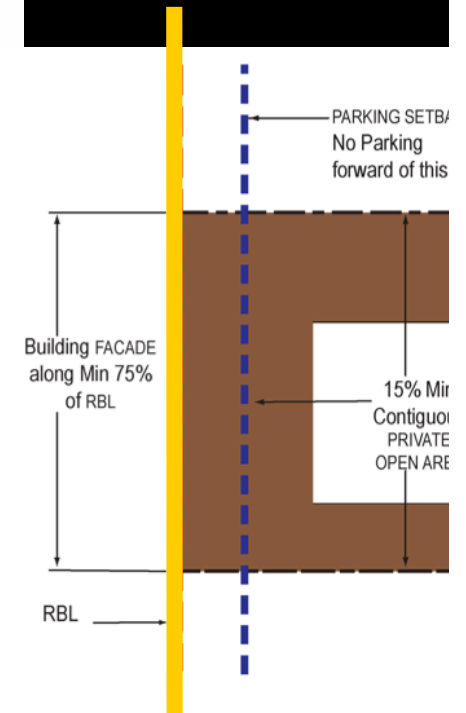 PARKING SETBA
No Parking
forward of this
Building FACADE
along Min 75%
of RBL
15% Min
Contiguou
PRIVATE
OPEN ARE
RBL